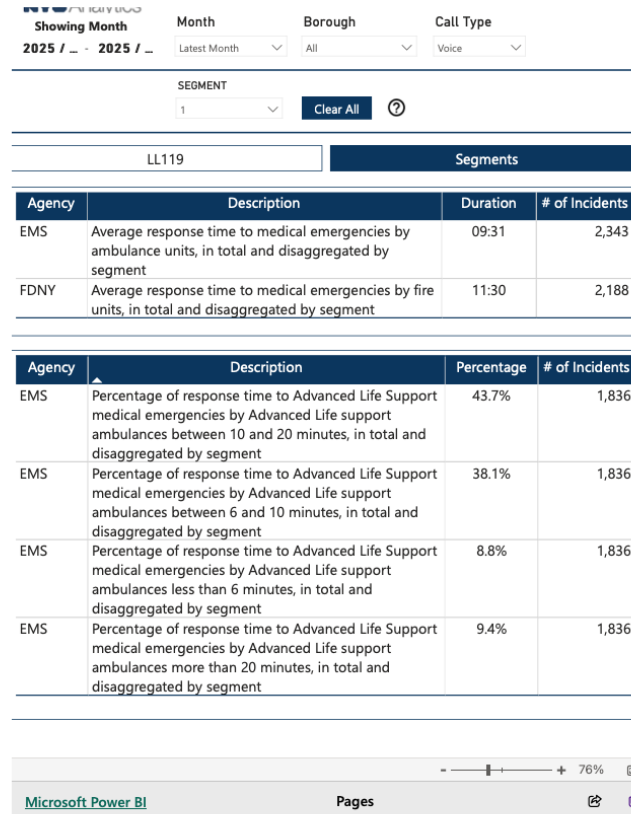 Analytics
Showing Month Month Borough Call Type
2025 / … - 2025 / … Latest Month All Voice
SEGMENT
1 Clear All ?
LL119 Segments
Agency Description Duration # of Incidents
EMS Average response time to medical emergencies by 09:31 2,343
ambulance units, in total and disaggregated by
segment
FDNY Average response time to medical emergencies by fire 11:30 2,188
units, in total and disaggregated by segment
Agency Description Percentage # of Incidents
EMS Percentage of response time to Advanced Life Support 43.7% 1,836
medical emergencies by Advanced Life support
ambulances between 10 and 20 minutes, in total and
disaggregated by segment
EMS Percentage of response time to Advanced Life Support 38.1% 1,836
medical emergencies by Advanced Life support
ambulances between 6 and 10 minutes, in total and
disaggregated by segment
EMS Percentage of response time to Advanced Life Support 8.8% 1,836
medical emergencies by Advanced Life support
ambulances less than 6 minutes, in total and
disaggregated by segment
EMS Percentage of response time to Advanced Life Support 9.4% 1,836
medical emergencies by Advanced Life support
ambulances more than 20 minutes, in total and
disaggregated by segment
- + 76%
Microsoft Power BI Pages